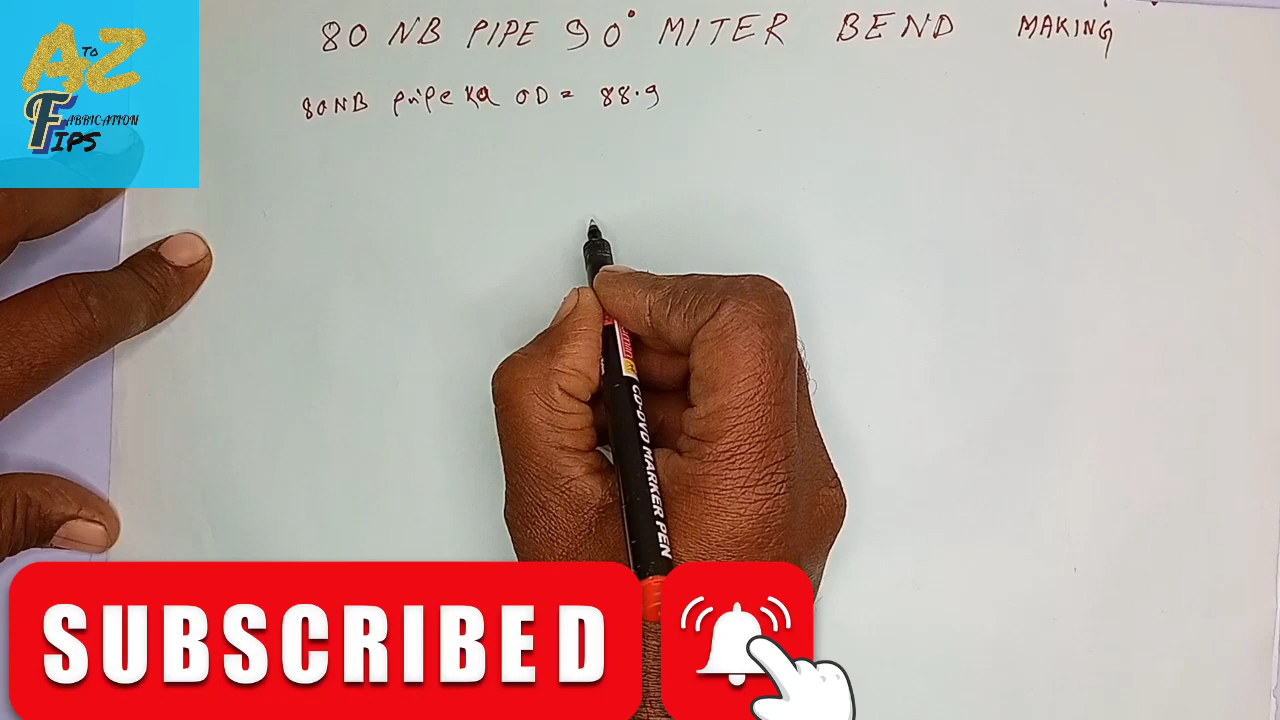 80 NB PIPE 90° MITER BEND MAKING
80NB pipe ka OD = 88.9
A TO Z
FABBICATION
TIPS
CD-DVD MARKER PEN
SUBSCRIBED